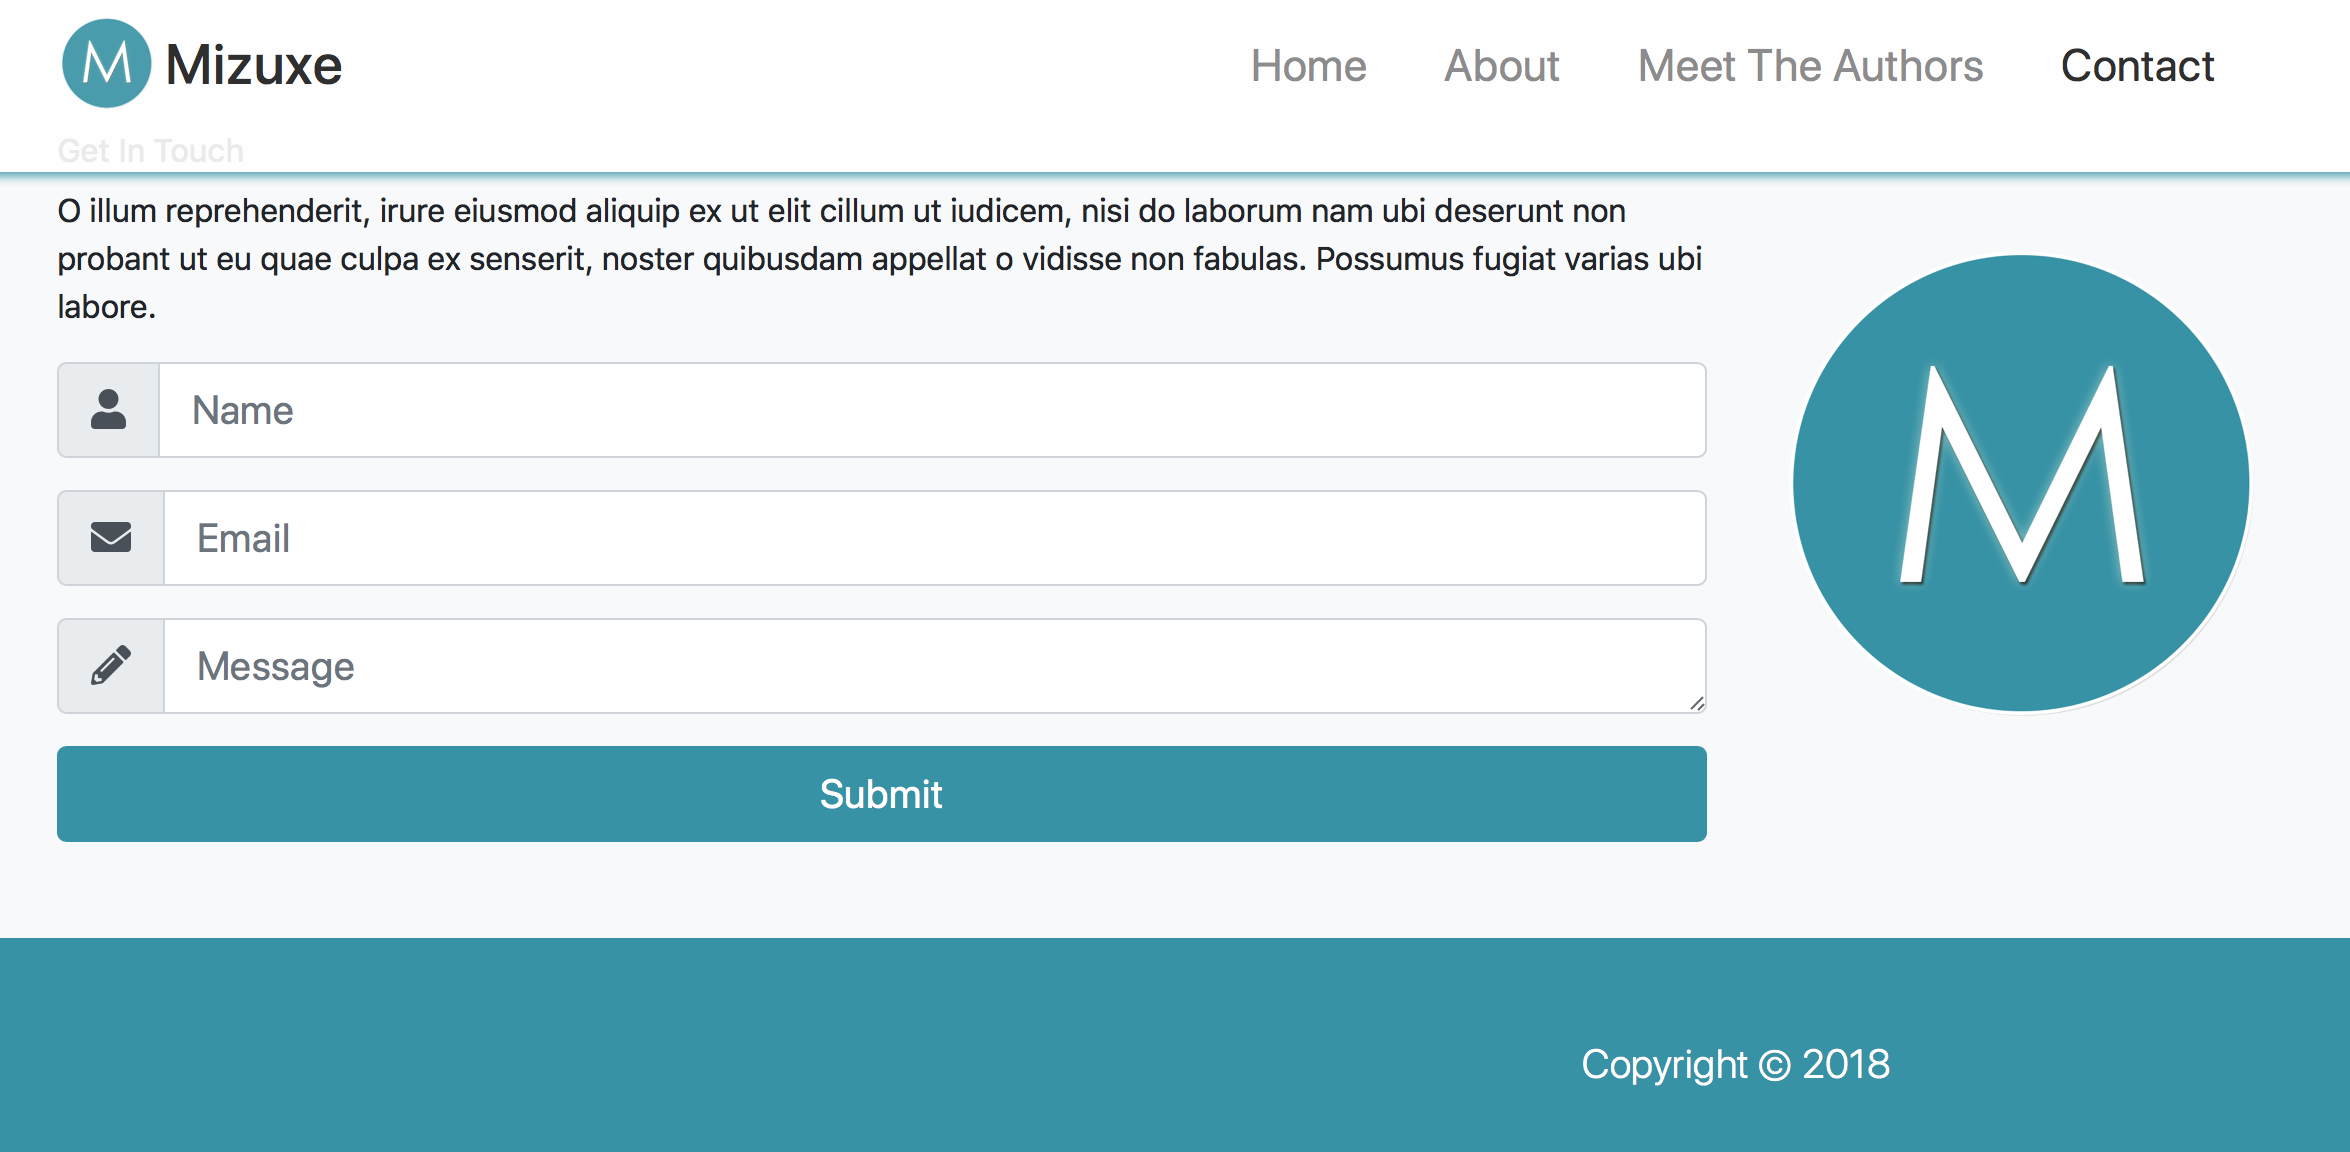 M Mizuxe Home About Meet The Authors Contact
Get In Touch
O illum reprehenderit, irure eiusmod aliquip ex ut elit cillum ut iudicem, nisi do laborum nam ubi deserunt non
probant ut eu quae culpa ex senserit, noster quibusdam appellat o vidisse non fabulas. Possumus fugiat varias ubi
labore.
Name
Email
Message
Submit
M
Copyright © 2018